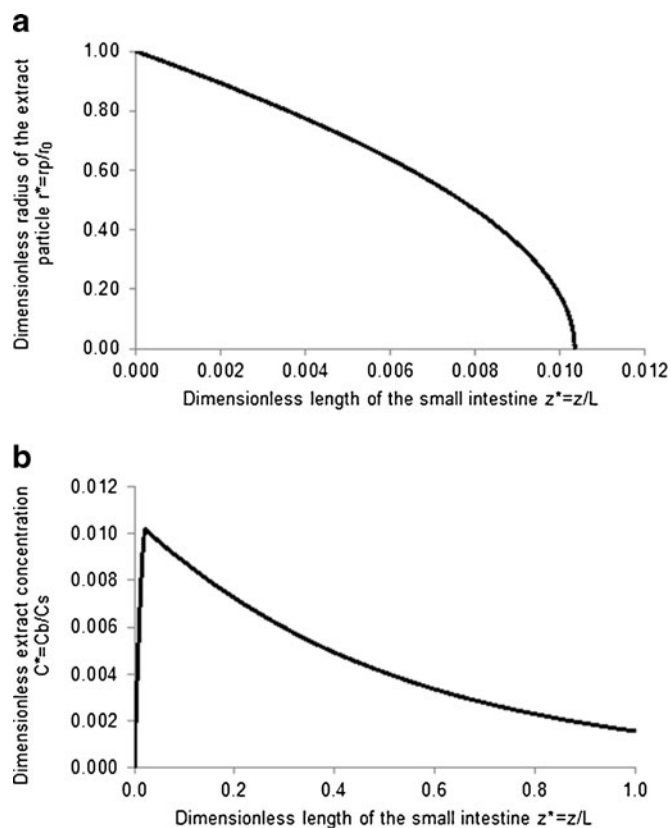 a
Dimensionless radius of the extract
particle r*=rp/r0
1.00
0.80
0.60
0.40
0.20
0.00
0.000 0.002 0.004 0.006 0.008 0.010 0.012
Dimensionless length of the small intestine z*=z/L
b
Dimensionless extract concentration
C*=Cb/Cs
0.012
0.010
0.008
0.006
0.004
0.002
0.000
0.0 0.2 0.4 0.6 0.8 1.0
Dimensionless length of the small intestine z*=z/L